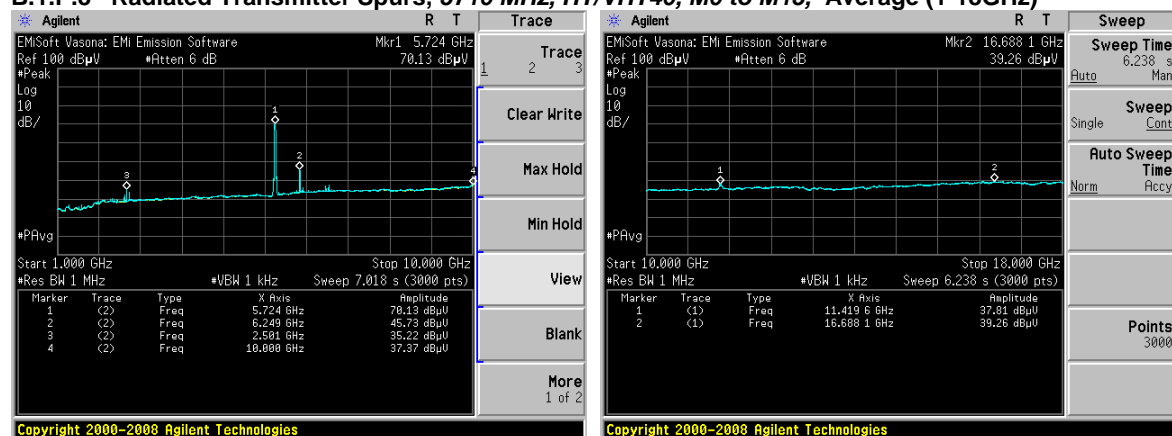 B.1.P.8 Radiated Transmitter Spurs, 5710 MHz, HT/VHT40, M0 to M15, Average (1-18GHz)
Agilent R T
EMiSoft Vasona: EMi Emission Software Mkr1 5.724 GHz
Ref 100 dBµV #Atten 6 dB 70.13 dBµV
#Peak
Log
10
dB/
1
2
3
4
#PAvg
Start 1.000 GHz Stop 10.000 GHz
#Res BW 1 MHz #VBW 1 kHz Sweep 7.018 s (3000 pts)
Marker Trace Type X Axis Amplitude
1 (2) Freq 5.724 GHz 70.13 dBµV
2 (2) Freq 6.249 GHz 45.73 dBµV
3 (2) Freq 2.501 GHz 35.22 dBµV
4 (2) Freq 10.000 GHz 37.37 dBµV
Copyright 2000-2008 Agilent Technologies
Trace
Trace
1 2 3
Clear Write
Max Hold
Min Hold
View
Blank
More
1 of 2
Agilent R T
EMiSoft Vasona: EMi Emission Software Mkr2 16.688 1 GHz
Ref 100 dBµV #Atten 6 dB 39.26 dBµV
#Peak
Log
10
dB/
1
2
#PAvg
Start 10.000 GHz Stop 18.000 GHz
#Res BW 1 MHz #VBW 1 kHz Sweep 6.238 s (3000 pts)
Marker Trace Type X Axis Amplitude
1 (1) Freq 11.419 6 GHz 37.81 dBµV
2 (1) Freq 16.688 1 GHz 39.26 dBµV
Copyright 2000-2008 Agilent Technologies
Sweep
Sweep Time
6.238 s
Auto Man
Sweep
Single Cont
Auto Sweep
Time
Norm Accy
Points
3000